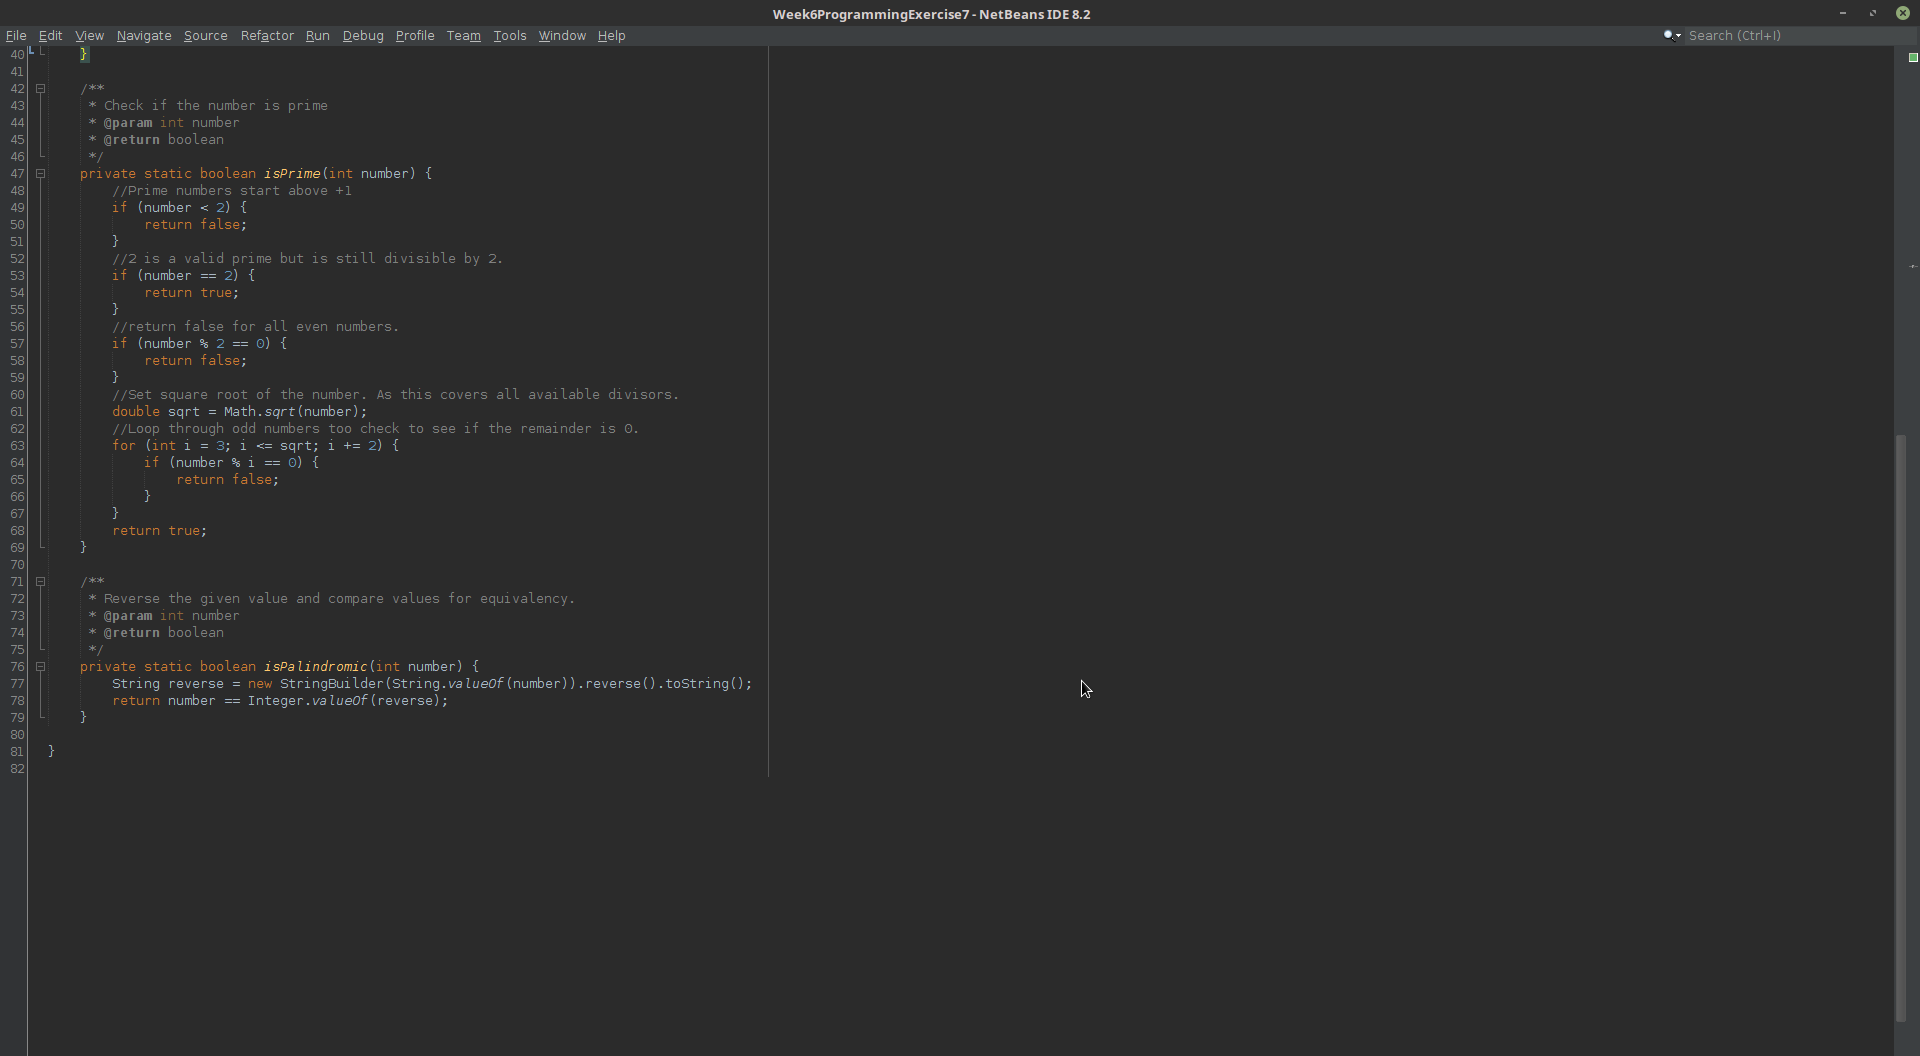 Week6ProgrammingExercise7 - NetBeans IDE 8.2
File Edit View Navigate Source Refactor Run Debug Profile Team Tools Window Help
Search (Ctrl+I)
40 }
41
42 /**
43 * Check if the number is prime
44 * @param int number
45 * @return boolean
46 */
47 private static boolean isPrime(int number) {
48 //Prime numbers start above +1
49 if (number < 2) {
50 return false;
51 }
52 //2 is a valid prime but is still divisible by 2.
53 if (number == 2) {
54 return true;
55 }
56 //return false for all even numbers.
57 if (number % 2 == 0) {
58 return false;
59 }
60 //Set square root of the number. As this covers all available divisors.
61 double sqrt = Math.sqrt(number);
62 //Loop through odd numbers too check to see if the remainder is 0.
63 for (int i = 3; i <= sqrt; i += 2) {
64 if (number % i == 0) {
65 return false;
66 }
67 }
68 return true;
69 }
70
71 /**
72 * Reverse the given value and compare values for equivalency.
73 * @param int number
74 * @return boolean
75 */
76 private static boolean isPalindromic(int number) {
77 String reverse = new StringBuilder(String.valueOf(number)).reverse().toString();
78 return number == Integer.valueOf(reverse);
79 }
80
81 }
82